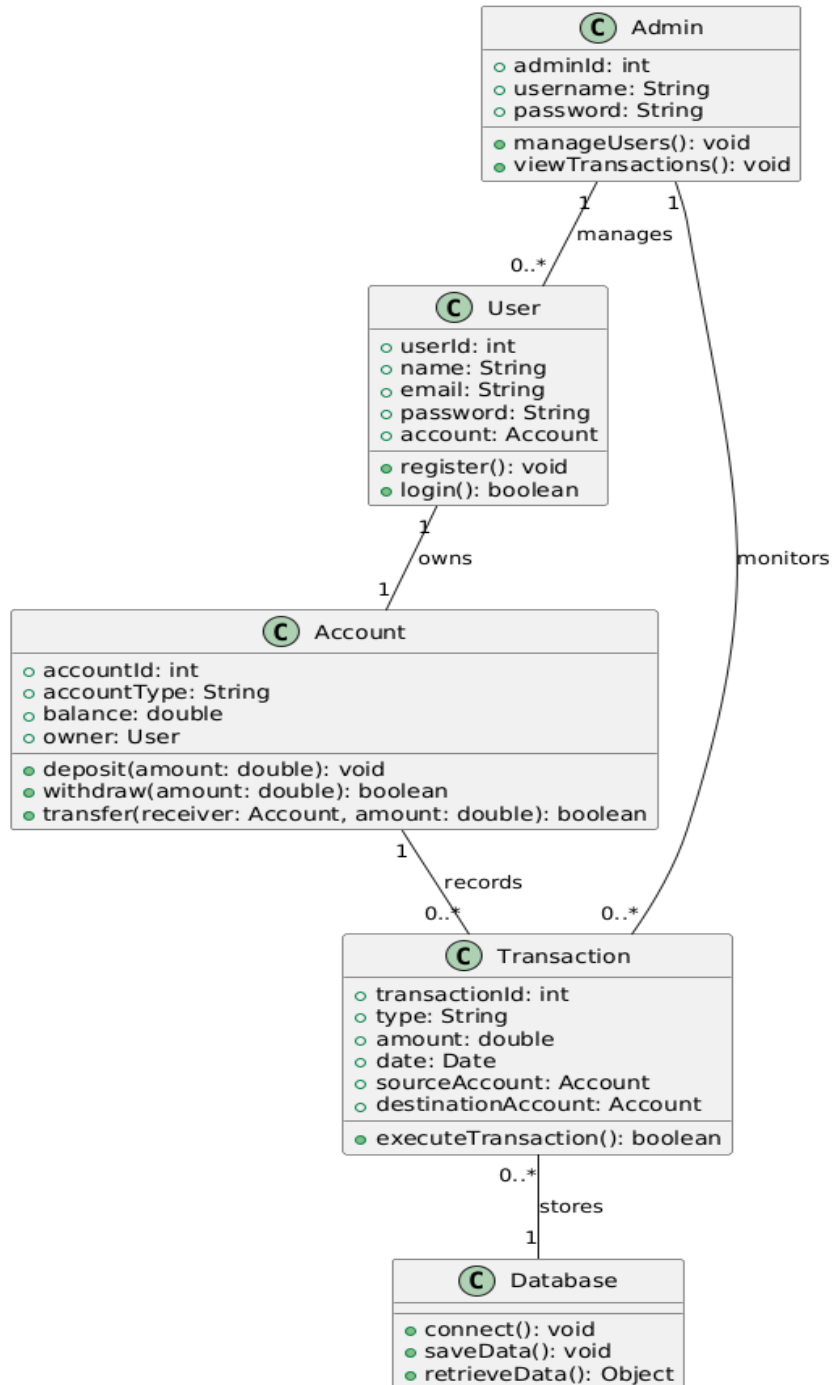 C Admin
adminId: int
username: String
password: String
manageUsers(): void
viewTransactions(): void
1
1
manages
0..*
C User
userId: int
name: String
email: String
password: String
account: Account
register(): void
login(): boolean
1
owns
monitors
1
C Account
accountId: int
accountType: String
balance: double
owner: User
deposit(amount: double): void
withdraw(amount: double): boolean
transfer(receiver: Account, amount: double): boolean
1
records
0..*
0..*
C Transaction
transactionId: int
type: String
amount: double
date: Date
sourceAccount: Account
destinationAccount: Account
executeTransaction(): boolean
0..*
stores
1
C Database
connect(): void
saveData(): void
retrieveData(): Object